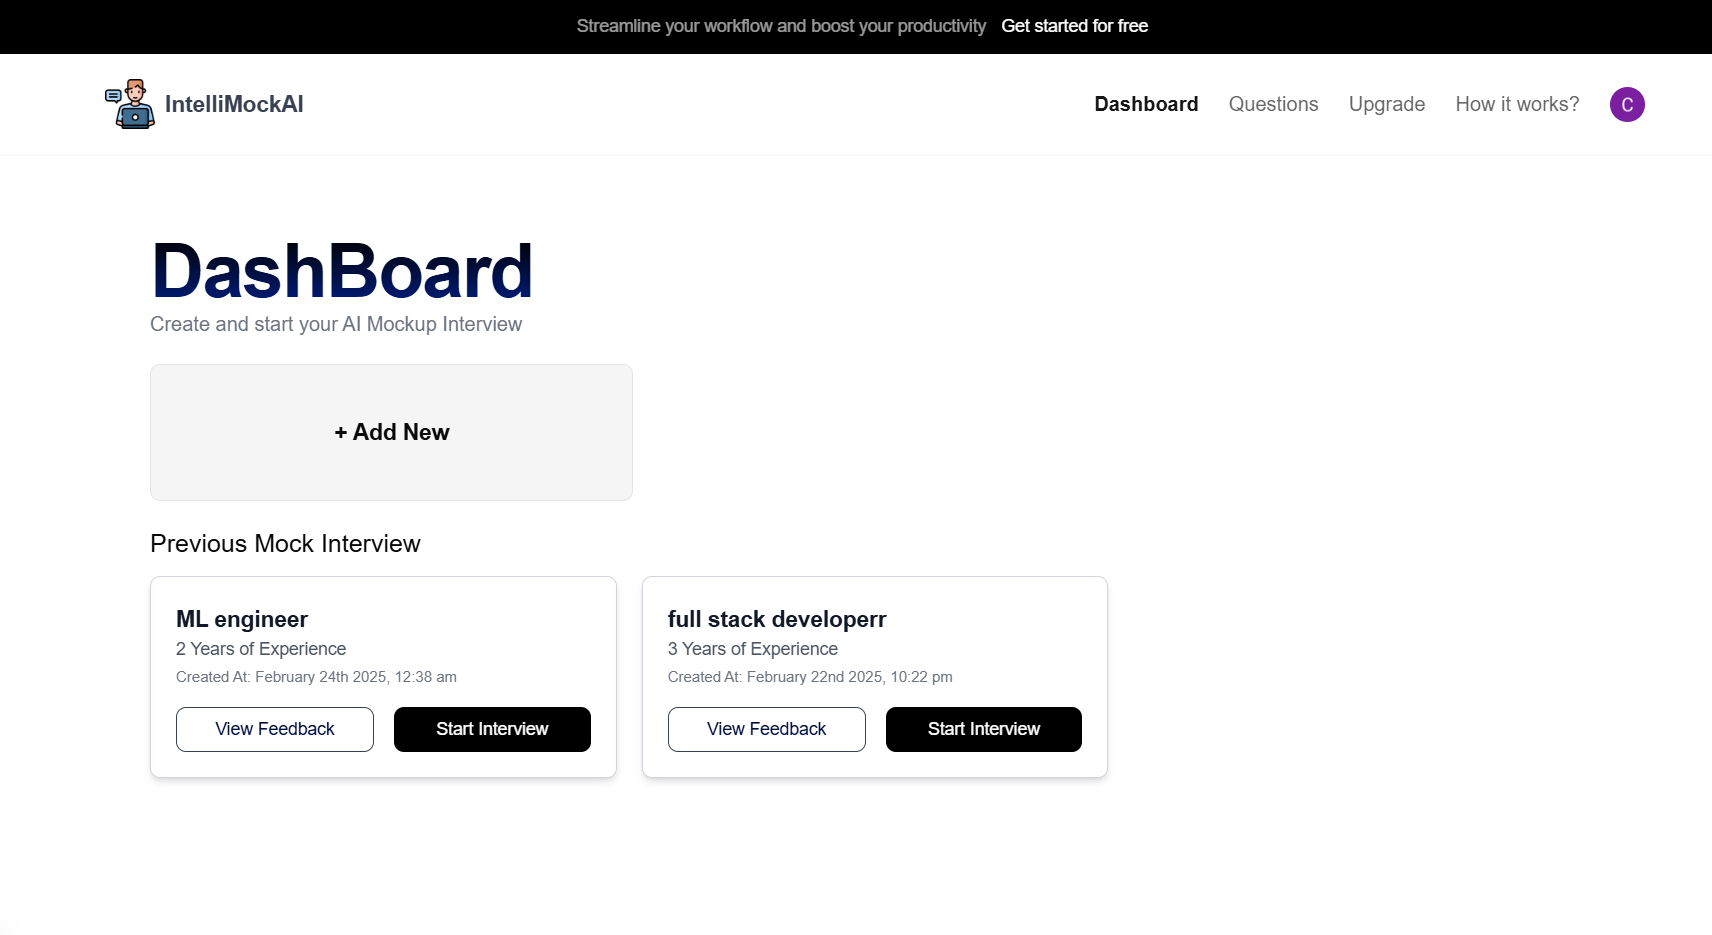 Streamline your workflow and boost your productivity Get started for free
IntelliMockAI
Dashboard Questions Upgrade How it works? C
DashBoard
Create and start your AI Mockup Interview
+ Add New
Previous Mock Interview
ML engineer
2 Years of Experience
Created At: February 24th 2025, 12:38 am
View Feedback Start Interview
full stack developerr
3 Years of Experience
Created At: February 22nd 2025, 10:22 pm
View Feedback Start Interview